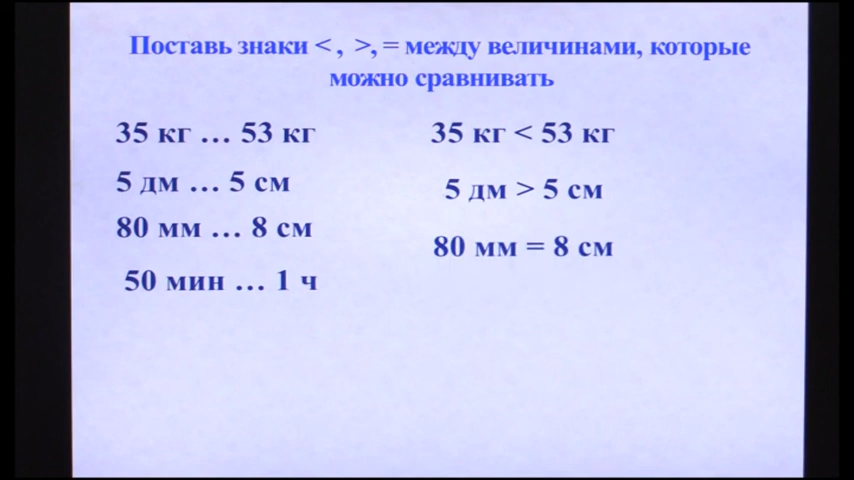 Поставь знаки < , >, = между величинами, которые
можно сравнивать
35 кг … 53 кг
5 дм … 5 см
80 мм … 8 см
50 мин … 1 ч
35 кг < 53 кг
5 дм > 5 см
80 мм = 8 см